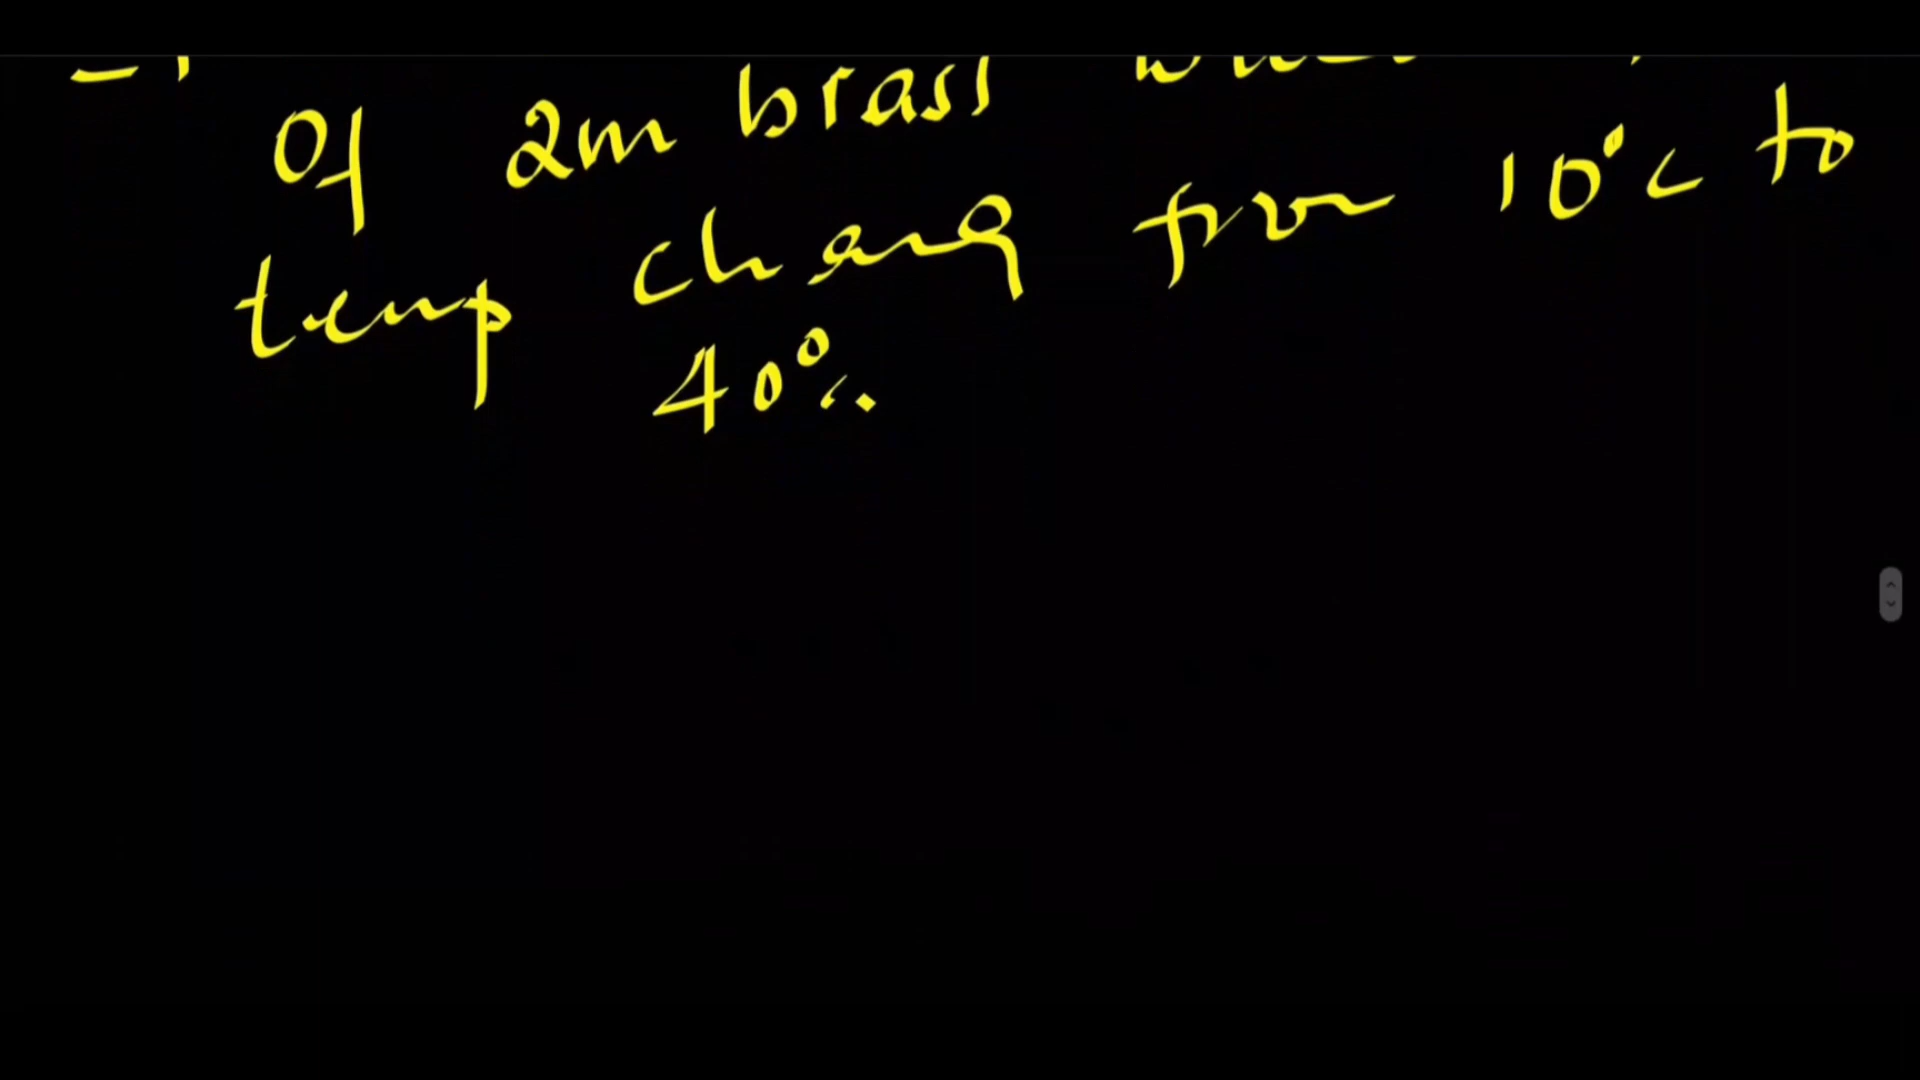 of 2m brass
temp chang from 10°C to
40°C.